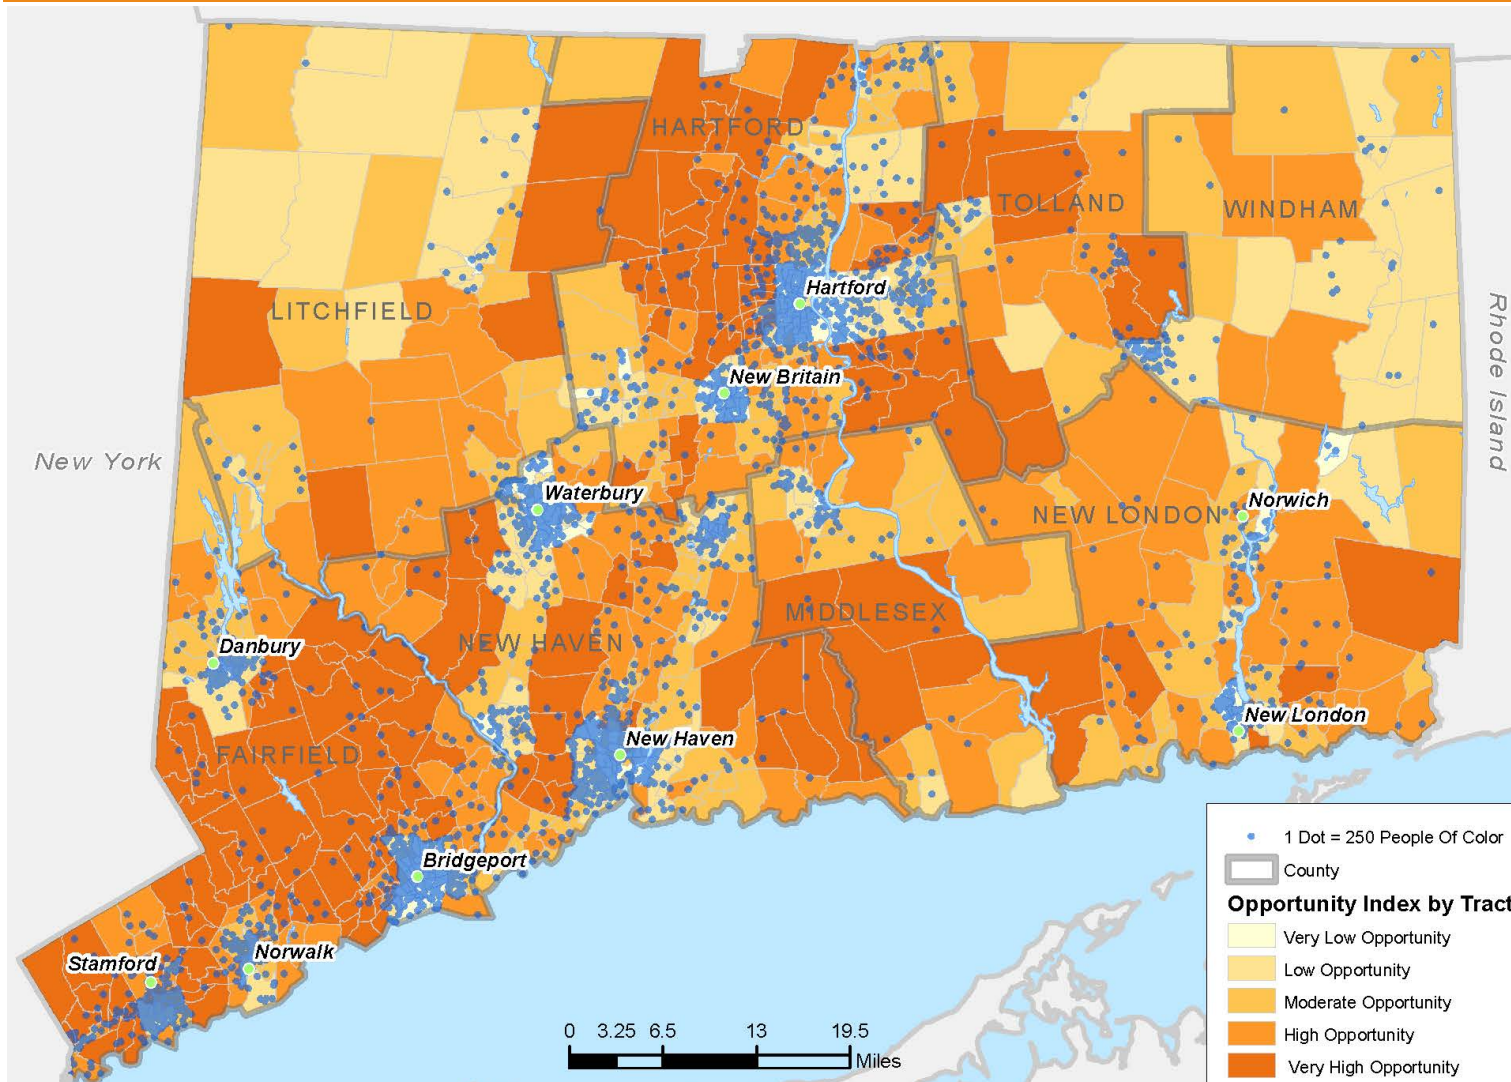 HARTFORD
TOLLAND
WINDHAM
Hartford
LITCHFIELD
Rhode Island
New Britain
New York
Waterbury
Norwich
NEW LONDON
MIDDLESEX
NEW HAVEN
Danbury
New London
New Haven
FAIRFIELD
Bridgeport
Norwalk
Stamford
0 3.25 6.5 13 19.5
Miles
1 Dot = 250 People Of Color
County
Opportunity Index by Tract
Very Low Opportunity
Low Opportunity
Moderate Opportunity
High Opportunity
Very High Opportunity